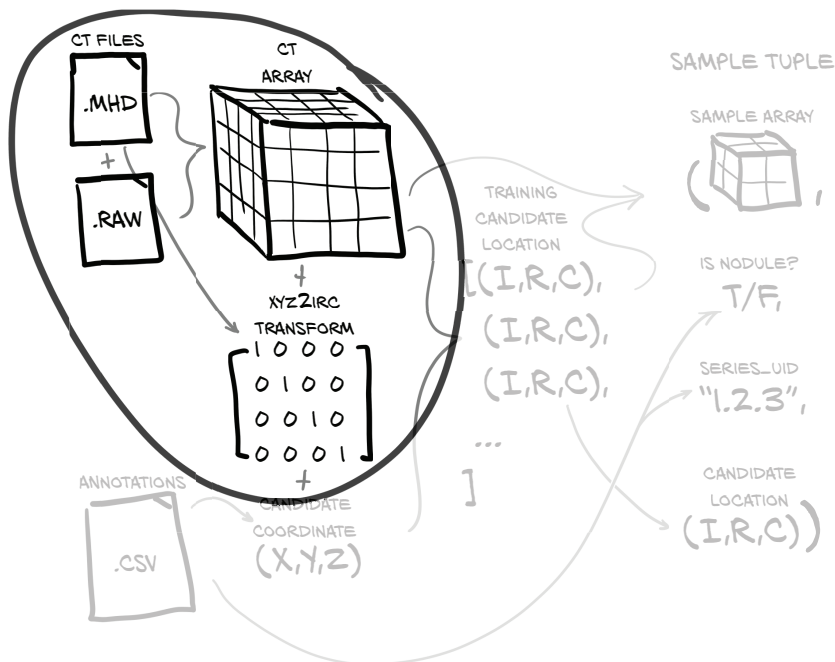 CT FILES
.MHD
+
.RAW
CT
ARRAY
+
XYZ2IRC
TRANSFORM
1 0 0 0
0 1 0 0
0 0 1 0
0 0 0 1
+
ANNOTATIONS
.CSV
CANDIDATE
COORDINATE
(X,Y,Z)
TRAINING
CANDIDATE
LOCATION
[(I,R,C),
(I,R,C),
(I,R,C),
...
]
SAMPLE TUPLE
SAMPLE ARRAY
( ,
IS NODULE?
T/F,
SERIES_UID
"1.2.3",
CANDIDATE
LOCATION
(I,R,C))